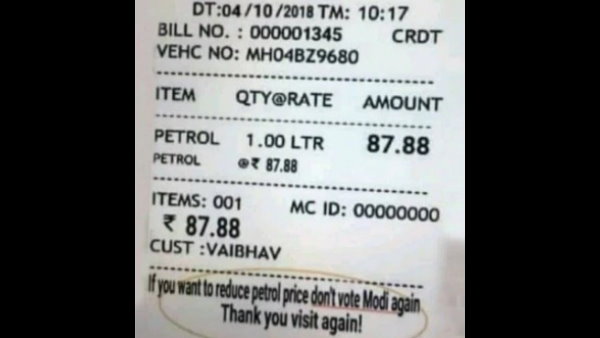 DT:04/10/2018 TM: 10:17
BILL NO. : 000001345 CRDT
VEHC NO: MH04BZ9680
ITEM QTY@RATE AMOUNT
PETROL 1.00 LTR 87.88
PETROL @₹ 87.88
ITEMS: 001 MC ID: 00000000
₹ 87.88
CUST :VAIBHAV
If you want to reduce petrol price don't vote Modi again
Thank you visit again!